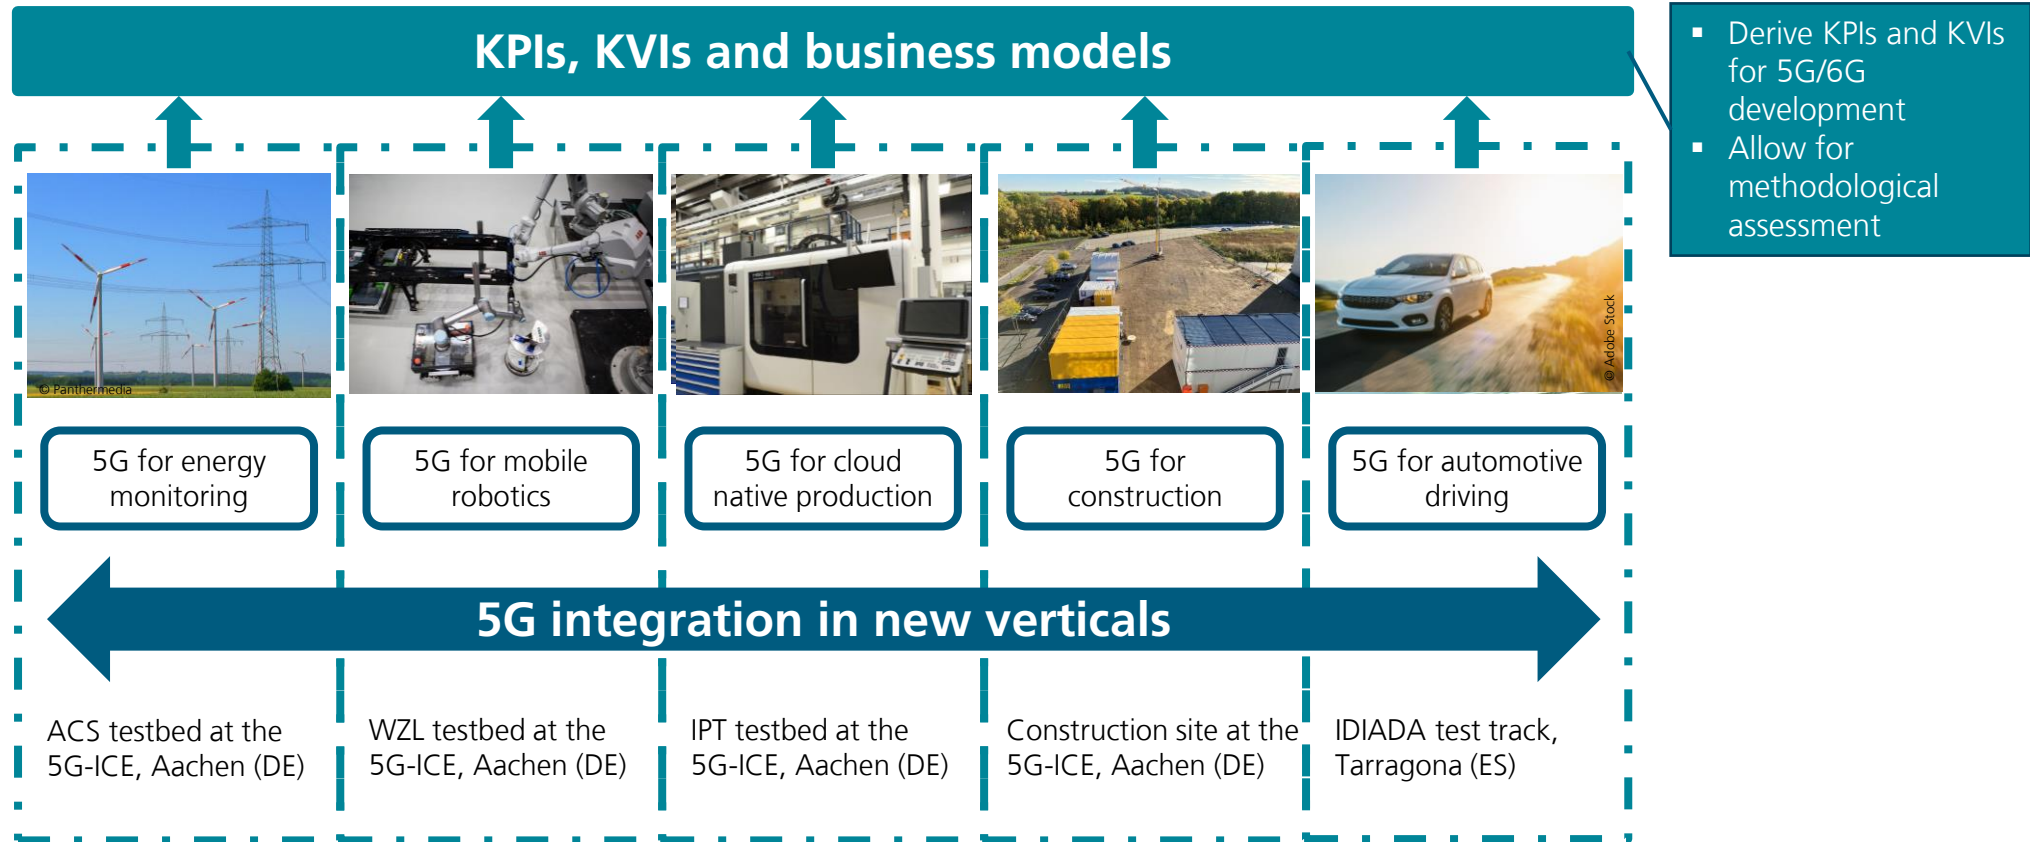 KPIs, KVIs and business models
▪ Derive KPIs and KVIs
for 5G/6G
development
▪ Allow for
methodological
assessment
© Panthermedia
© Adobe Stock
5G for energy
monitoring
5G for mobile
robotics
5G for cloud
native production
5G for
construction
5G for automotive
driving
5G integration in new verticals
ACS testbed at the
5G-ICE, Aachen (DE)
WZL testbed at the
5G-ICE, Aachen (DE)
IPT testbed at the
5G-ICE, Aachen (DE)
Construction site at the
5G-ICE, Aachen (DE)
IDIADA test track,
Tarragona (ES)